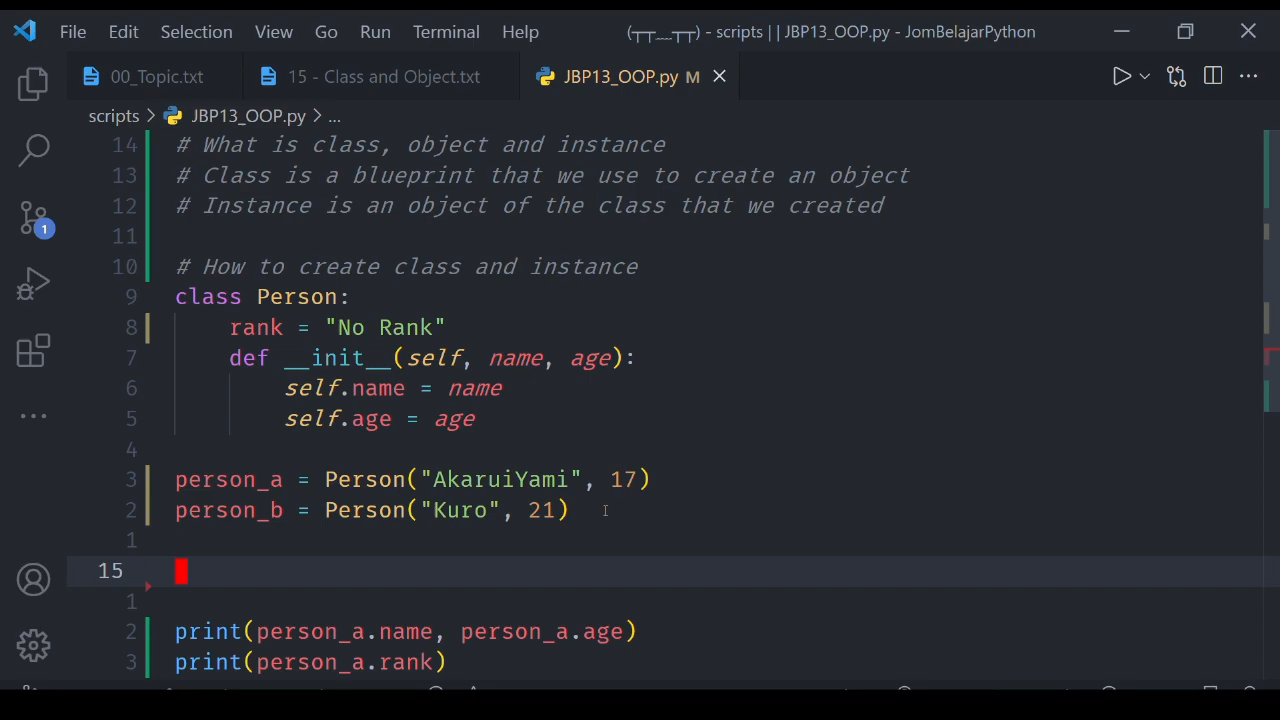 File Edit Selection View Go Run Terminal Help (┬┬﹏┬┬) - scripts || JBP13_OOP.py - JomBelajarPython
00_Topic.txt 15 - Class and Object.txt JBP13_OOP.py M
scripts > JBP13_OOP.py > ...
14 # What is class, object and instance
13 # Class is a blueprint that we use to create an object
12 # Instance is an object of the class that we created
11
10 # How to create class and instance
9 class Person:
8 rank = "No Rank"
7 def __init__(self, name, age):
6 self.name = name
5 self.age = age
4
3 person_a = Person("AkaruiYami", 17)
2 person_b = Person("Kuro", 21)
1
15
1
2 print(person_a.name, person_a.age)
3 print(person_a.rank)
1